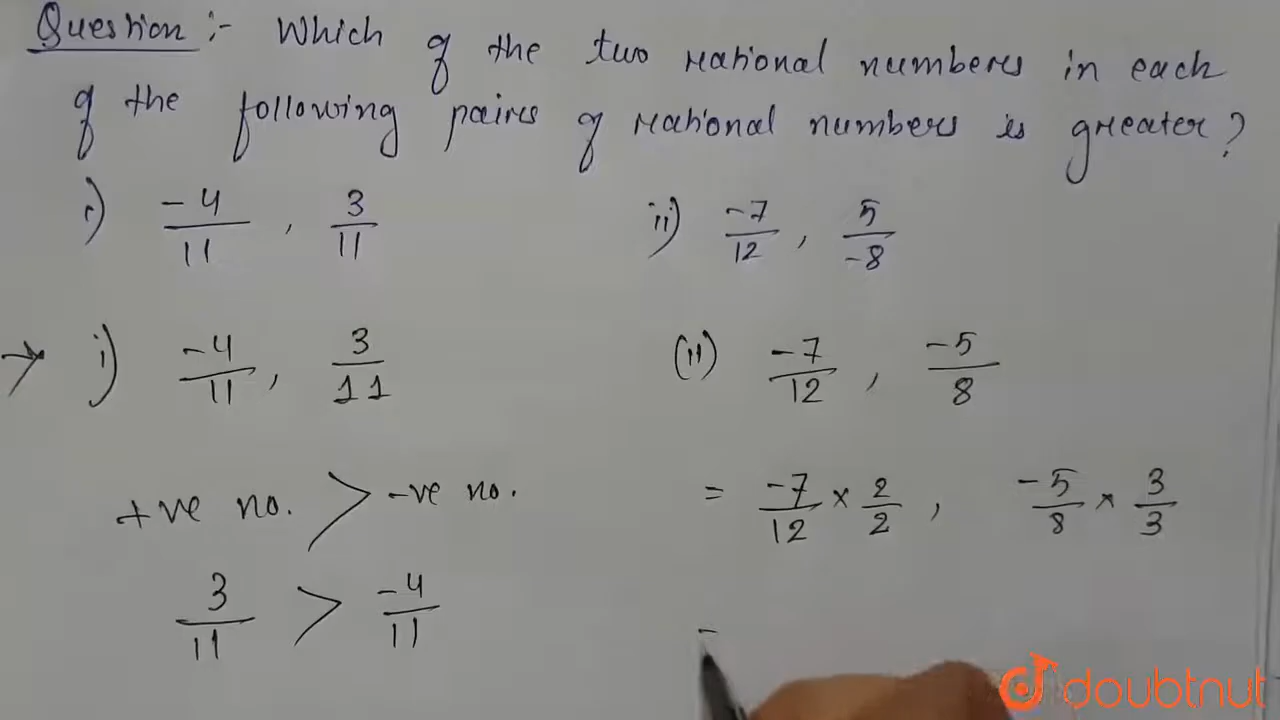 Question :- Which of the two rational numbers in each
of the following pairs of rational numbers is greater?
i) -4/11 , 3/11
ii) -7/12 , 5/-8
→ i) -4/11 , 3/11
+ve no. > -ve no.
3/11 > -4/11
(ii) -7/12 , -5/8
= -7/12 × 2/2 , -5/8 × 3/3
doubtnut